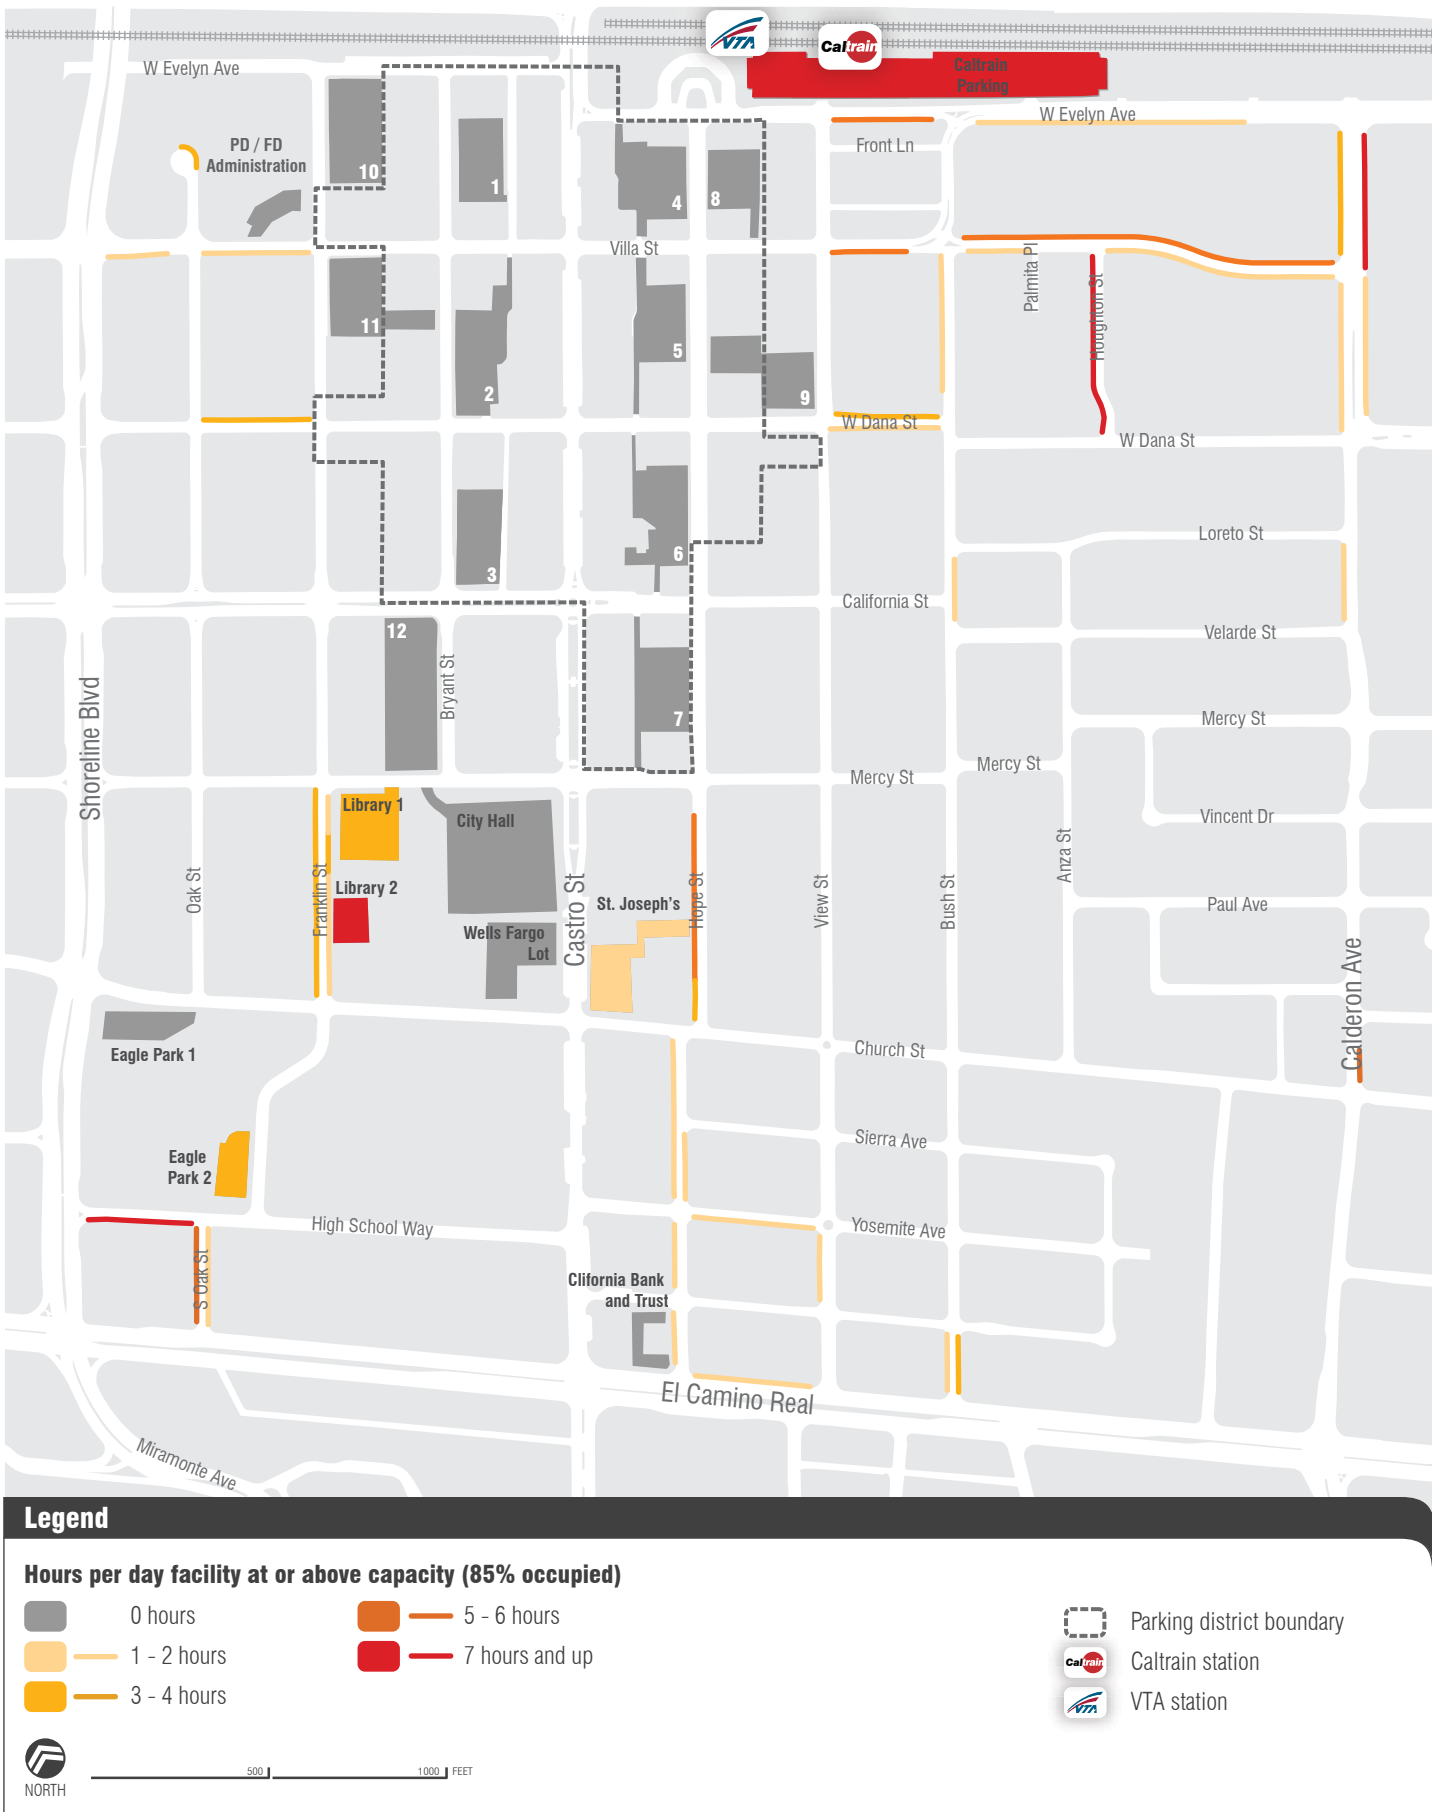 VTA
Caltrain
Caltrain
Parking
W Evelyn Ave
W Evelyn Ave
PD / FD
Administration
Front Ln
10
1
4
8
Villa St
Palmita Pl
Houghton St
11
5
2
9
W Dana St
W Dana St
Loreto St
6
3
California St
12
Velarde St
Bryant St
Shoreline Blvd
7
Mercy St
Mercy St
Mercy St
Library 1
City Hall
Vincent Dr
Anza St
Library 2
Oak St
Franklin St
Castro St
St. Joseph's
Hope St
View St
Bush St
Paul Ave
Wells Fargo
Lot
Calderon Ave
Eagle Park 1
Church St
Sierra Ave
Eagle
Park 2
High School Way
Yosemite Ave
S Oak St
Clifornia Bank
and Trust
El Camino Real
Miramonte Ave
Legend
Hours per day facility at or above capacity (85% occupied)
0 hours
1 - 2 hours
3 - 4 hours
5 - 6 hours
7 hours and up
Parking district boundary
Caltrain
Caltrain station
VTA
VTA station
NORTH
500
1000 FEET